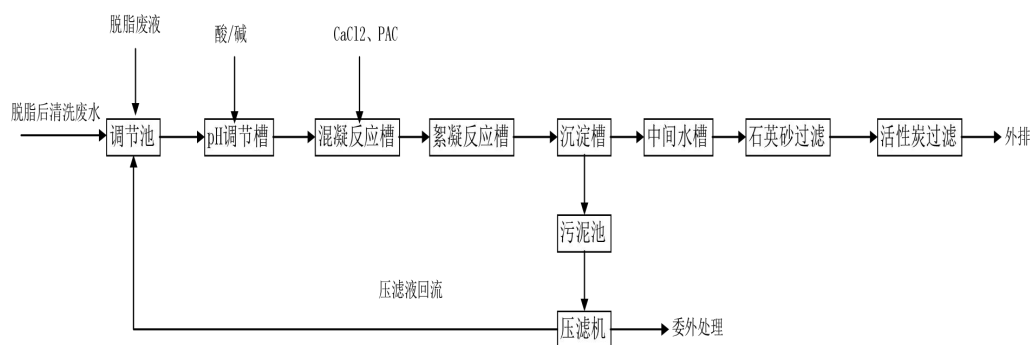 脱脂废液
酸/碱
CaCl2、PAC
脱脂后清洗废水
调节池
pH调节槽
混凝反应槽
絮凝反应槽
沉淀槽
中间水槽
石英砂过滤
活性炭过滤
外排
污泥池
压滤液回流
压滤机
委外处理